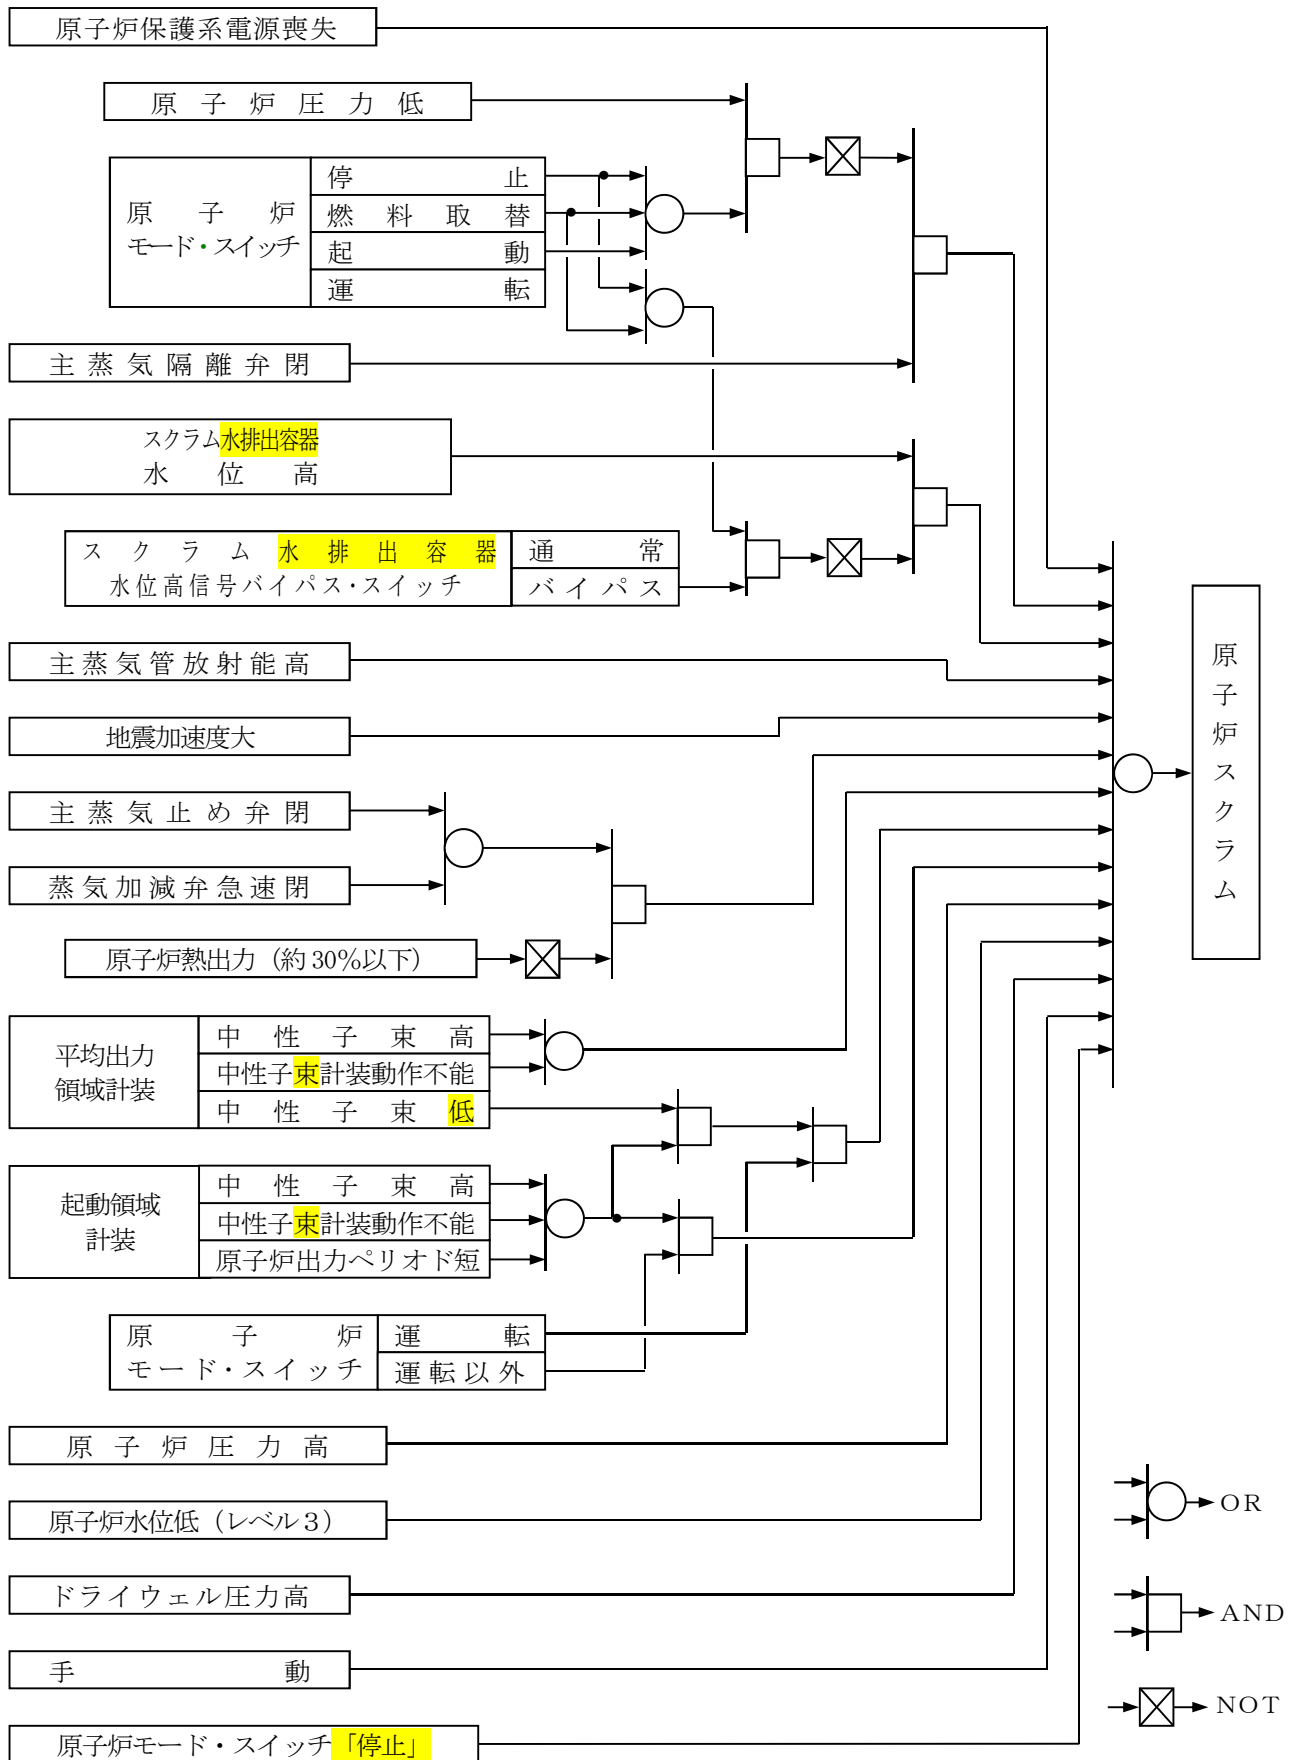 原子炉保護系電源喪失
原子炉圧力低
停止
原子炉
モード・スイッチ
燃料取替
起動
運転
主蒸気隔離弁閉
スクラム水排出容器
水位高
スクラム水排出容器
水位高信号バイパス・スイッチ
通常
バイパス
主蒸気管放射能高
地震加速度大
主蒸気止め弁閉
蒸気加減弁急速閉
原子炉熱出力（約30％以下）
平均出力
領域計装
中性子束高
中性子束計装動作不能
中性子束低
起動領域
計装
中性子束高
中性子束計装動作不能
原子炉出力ペリオド短
原子炉
モード・スイッチ
運転
運転以外
原子炉圧力高
原子炉水位低（レベル３）
ドライウェル圧力高
手動
原子炉モード・スイッチ「停止」
原子炉スクラム
OR
AND
NOT